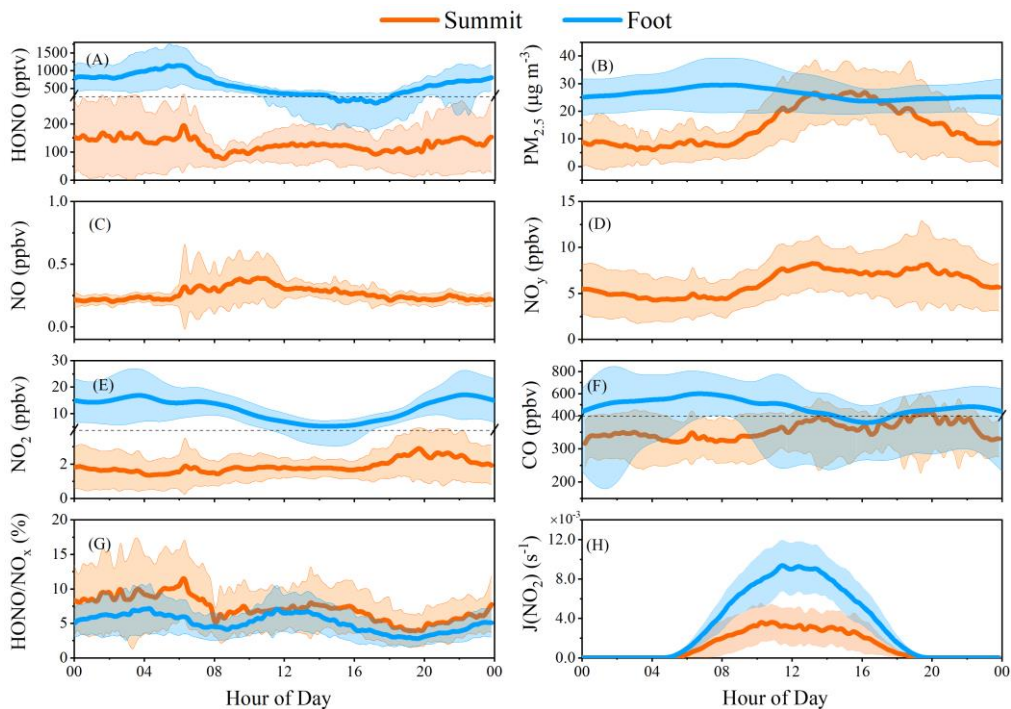 Summit Foot
(A)
HONO (pptv)
1500
1000
500
200
100
0
(B)
PM2.5 (μg m-3)
40
30
20
10
0
(C)
NO (ppbv)
1.0
0.5
0.0
(D)
NOy (ppbv)
15
10
5
0
(E)
NO2 (ppbv)
30
20
10
2
0
(F)
CO (ppbv)
800
600
400
300
200
(G)
HONO/NOx (%)
20
15
10
5
0
00 04 08 12 16 20 00
Hour of Day
(H)
×10-3
J(NO2) (s-1)
12.0
8.0
4.0
0.0
00 04 08 12 16 20 00
Hour of Day